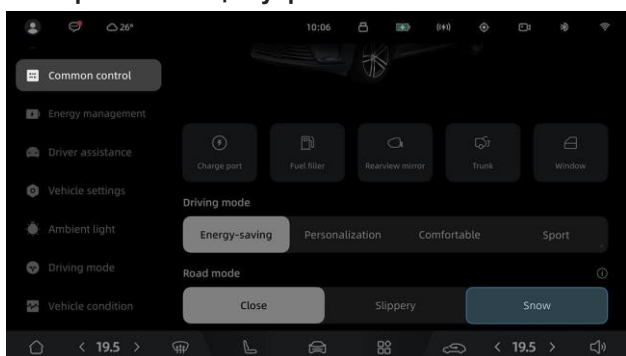 26°
10:06
Common control
Energy management
Driver assistance
Vehicle settings
Ambient light
Driving mode
Vehicle condition
Charge port
Fuel filler
Rearview mirror
Trunk
Window
Driving mode
Energy-saving
Personalization
Comfortable
Sport
Road mode
Close
Slippery
Snow
< 19.5 >
< 19.5 >